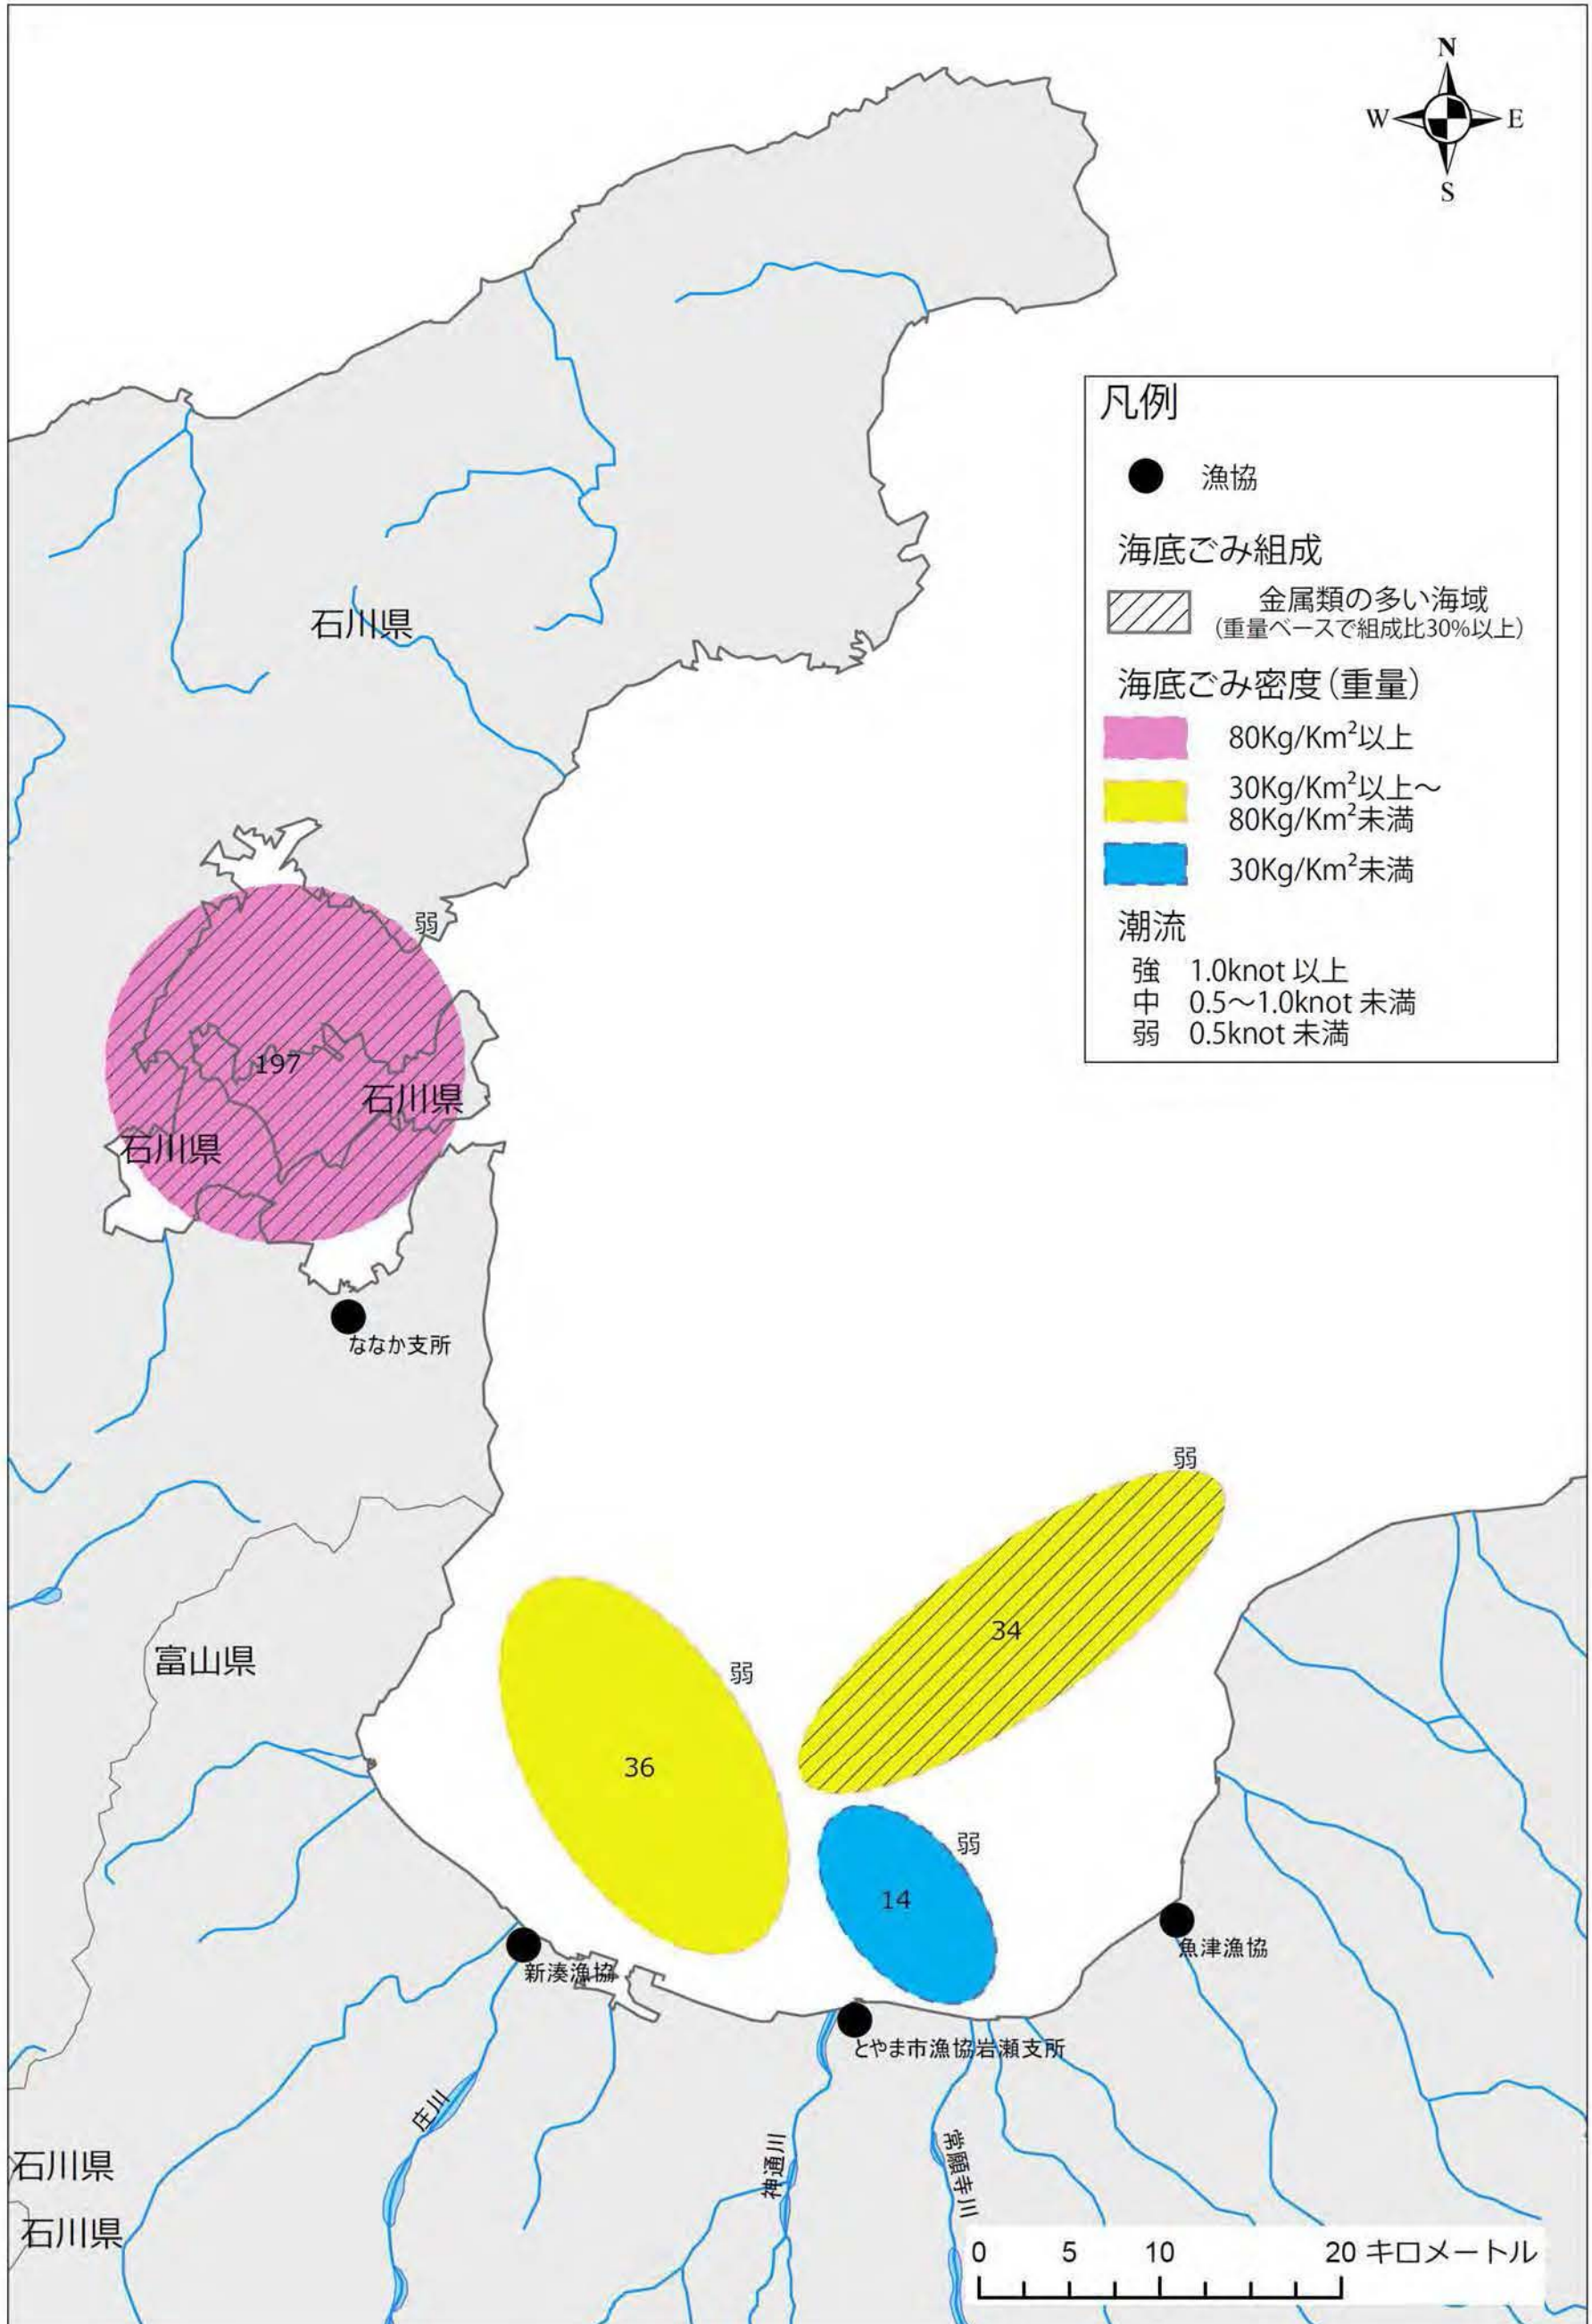 N
W E
S
凡例
漁協
海底ごみ組成
金属類の多い海域
(重量ベースで組成比30%以上)
海底ごみ密度(重量)
80Kg/Km²以上
30Kg/Km²以上～
80Kg/Km²未満
30Kg/Km²未満
潮流
強 1.0knot 以上
中 0.5～1.0knot 未満
弱 0.5knot 未満
石川県
弱
197
石川県
石川県
ななか支所
弱
34
富山県
弱
36
弱
14
魚津漁協
新湊漁協
とやま市漁協岩瀬支所
庄川
神通川
常願寺川
石川県
石川県
0 5 10 20 キロメートル